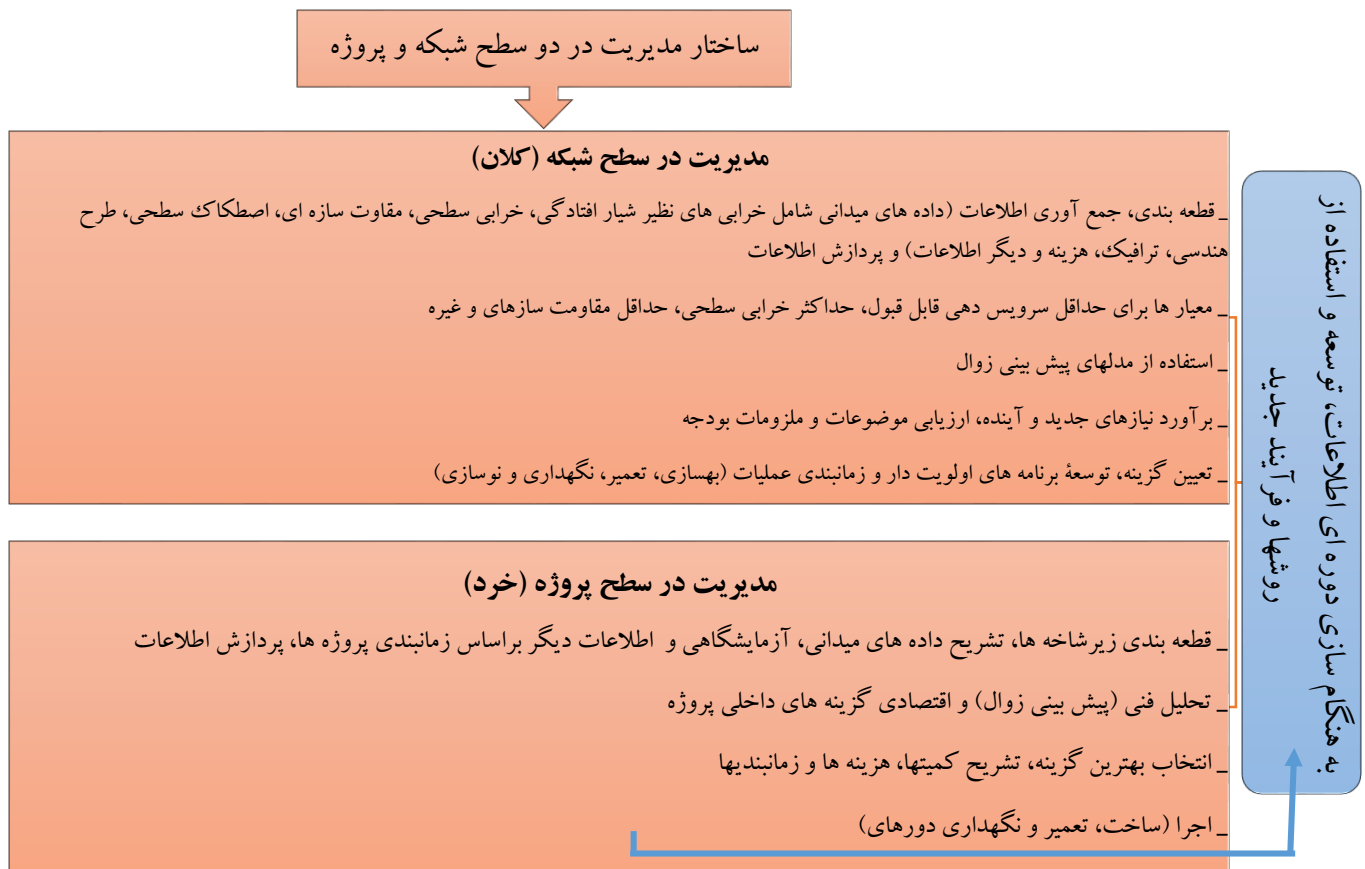 ساختار مدیریت در دو سطح شبکه و پروژه
مدیریت در سطح شبکه (کلان)
_ قطعه بندی، جمع آوری اطلاعات (داده های میدانی شامل خرابی های نظیر شیار افتادگی، خرابی سطحی، مقاوت سازه ای، اصطکاک سطحی، طرح
هندسی، ترافیک، هزینه و دیگر اطلاعات) و پردازش اطلاعات
_ معیار ها برای حداقل سرویس دهی قابل قبول، حداکثر خرابی سطحی، حداقل مقاومت سازهای و غیره
_ استفاده از مدلهای پیش بینی زوال
_ برآورد نیازهای جدید و آینده، ارزیابی موضوعات و ملزومات بودجه
_ تعیین گزینه، توسعۀ برنامه های اولویت دار و زمانبندی عملیات (بهسازی، تعمیر، نگهداری و نوسازی)
مدیریت در سطح پروژه (خرد)
_ قطعه بندی زیرشاخه ها، تشریح داده های میدانی، آزمایشگاهی و اطلاعات دیگر براساس زمانبندی پروژه ها، پردازش اطلاعات
_ تحلیل فنی (پیش بینی زوال) و اقتصادی گزینه های داخلی پروژه
_ انتخاب بهترین گزینه، تشریح کمیتها، هزینه ها و زمانبندیها
_ اجرا (ساخت، تعمیر و نگهداری دورهای)
به هنگام سازی دوره ای اطلاعات، توسعه و استفاده از
روشها و فرآیند جدید